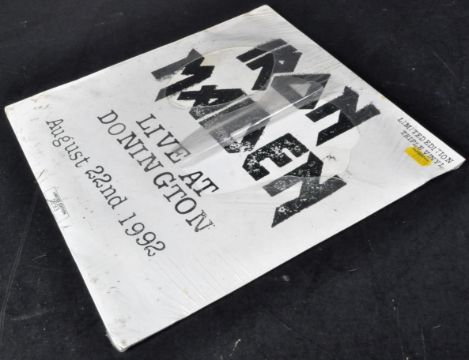 IRON
MAIDEN
LIVE AT
DONINGTON
August 22nd 1992
LIMITED EDITION
TRIPLE VINYL